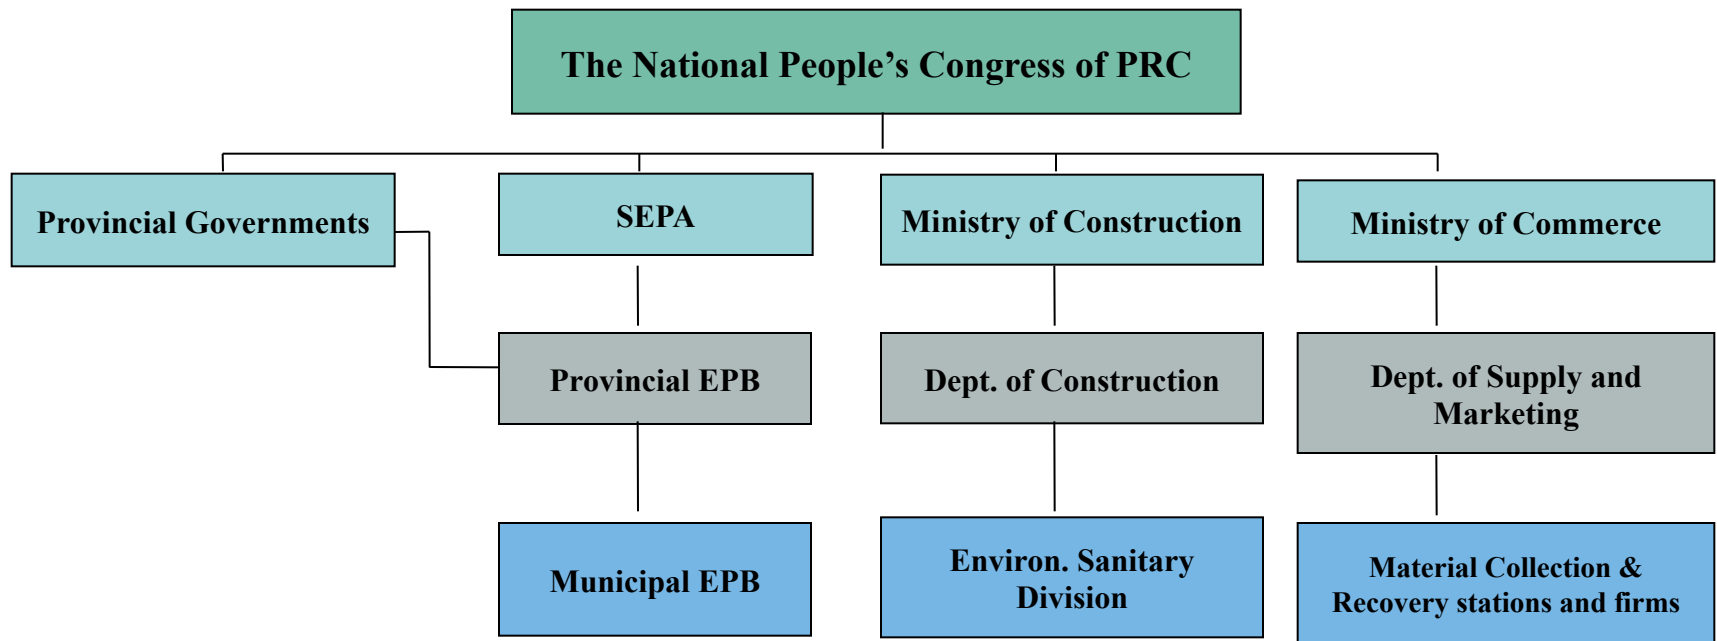 The National People’s Congress of PRC
Provincial Governments
SEPA
Ministry of Construction
Ministry of Commerce
Provincial EPB
Dept. of Construction
Dept. of Supply and
Marketing
Municipal EPB
Environ. Sanitary
Division
Material Collection &
Recovery stations and firms